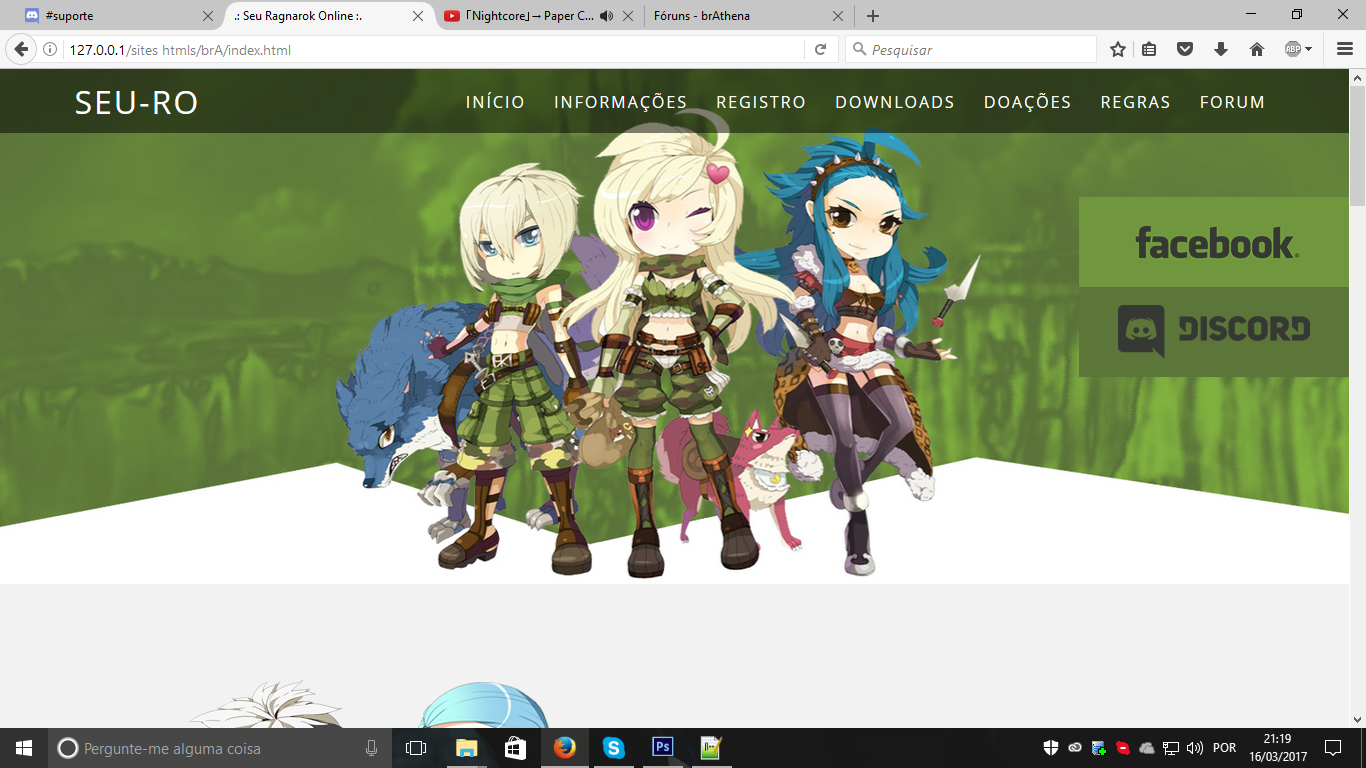 #suporte
.: Seu Ragnarok Online :.
「Nightcore」→ Paper C...
Fóruns - brAthena
127.0.0.1/sites htmls/brA/index.html
Pesquisar
ABP
SEU-RO
INÍCIO
INFORMAÇÕES
REGISTRO
DOWNLOADS
DOAÇÕES
REGRAS
FORUM
facebook.
DISCORD
Pergunte-me alguma coisa
Ps
POR
21:19
16/03/2017